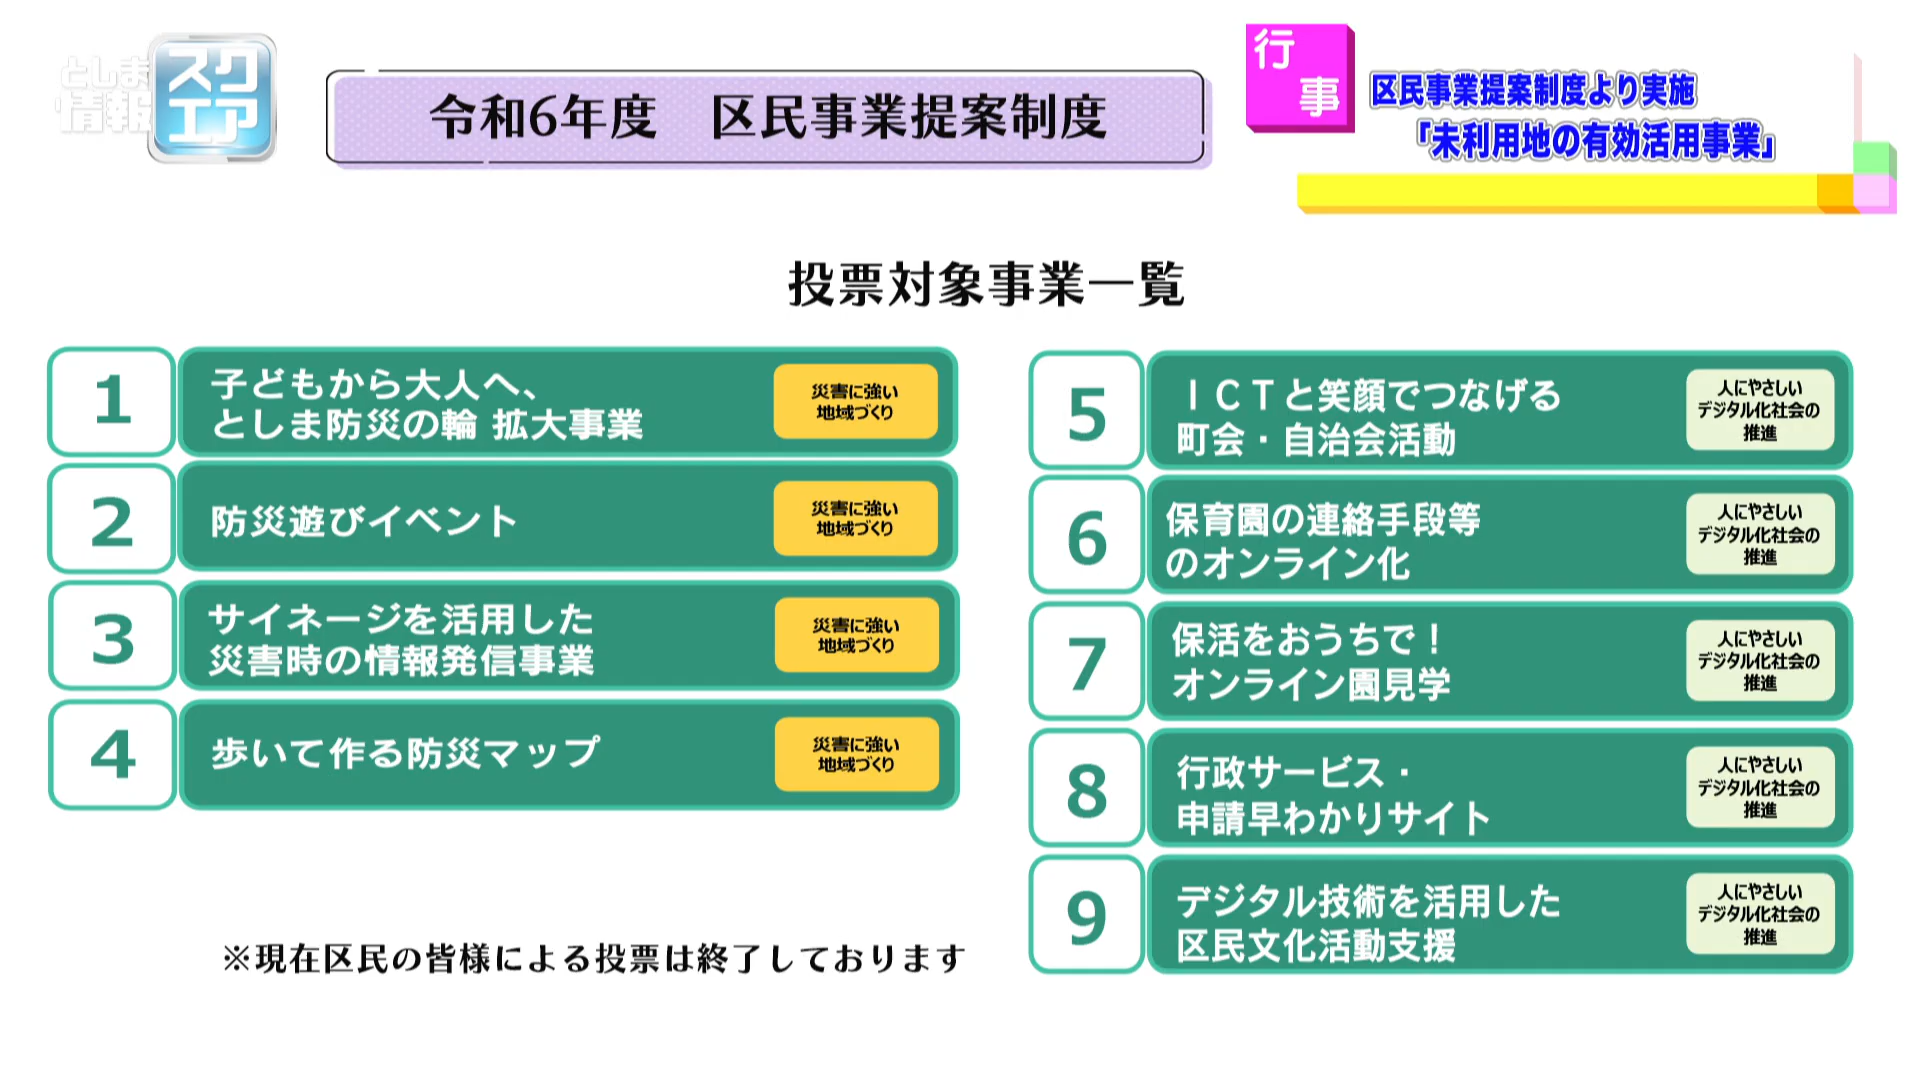 としま
情報
スク
エア
令和6年度　区民事業提案制度
行
事
区民事業提案制度より実施
「未利用地の有効活用事業」
投票対象事業一覧
1
子どもから大人へ、
としま防災の輪 拡大事業
災害に強い
地域づくり
2
防災遊びイベント
災害に強い
地域づくり
3
サイネージを活用した
災害時の情報発信事業
災害に強い
地域づくり
4
歩いて作る防災マップ
災害に強い
地域づくり
※現在区民の皆様による投票は終了しております
5
ＩＣＴと笑顔でつなげる
町会・自治会活動
人にやさしい
デジタル化社会の
推進
6
保育園の連絡手段等
のオンライン化
人にやさしい
デジタル化社会の
推進
7
保活をおうちで！
オンライン園見学
人にやさしい
デジタル化社会の
推進
8
行政サービス・
申請早わかりサイト
人にやさしい
デジタル化社会の
推進
9
デジタル技術を活用した
区民文化活動支援
人にやさしい
デジタル化社会の
推進